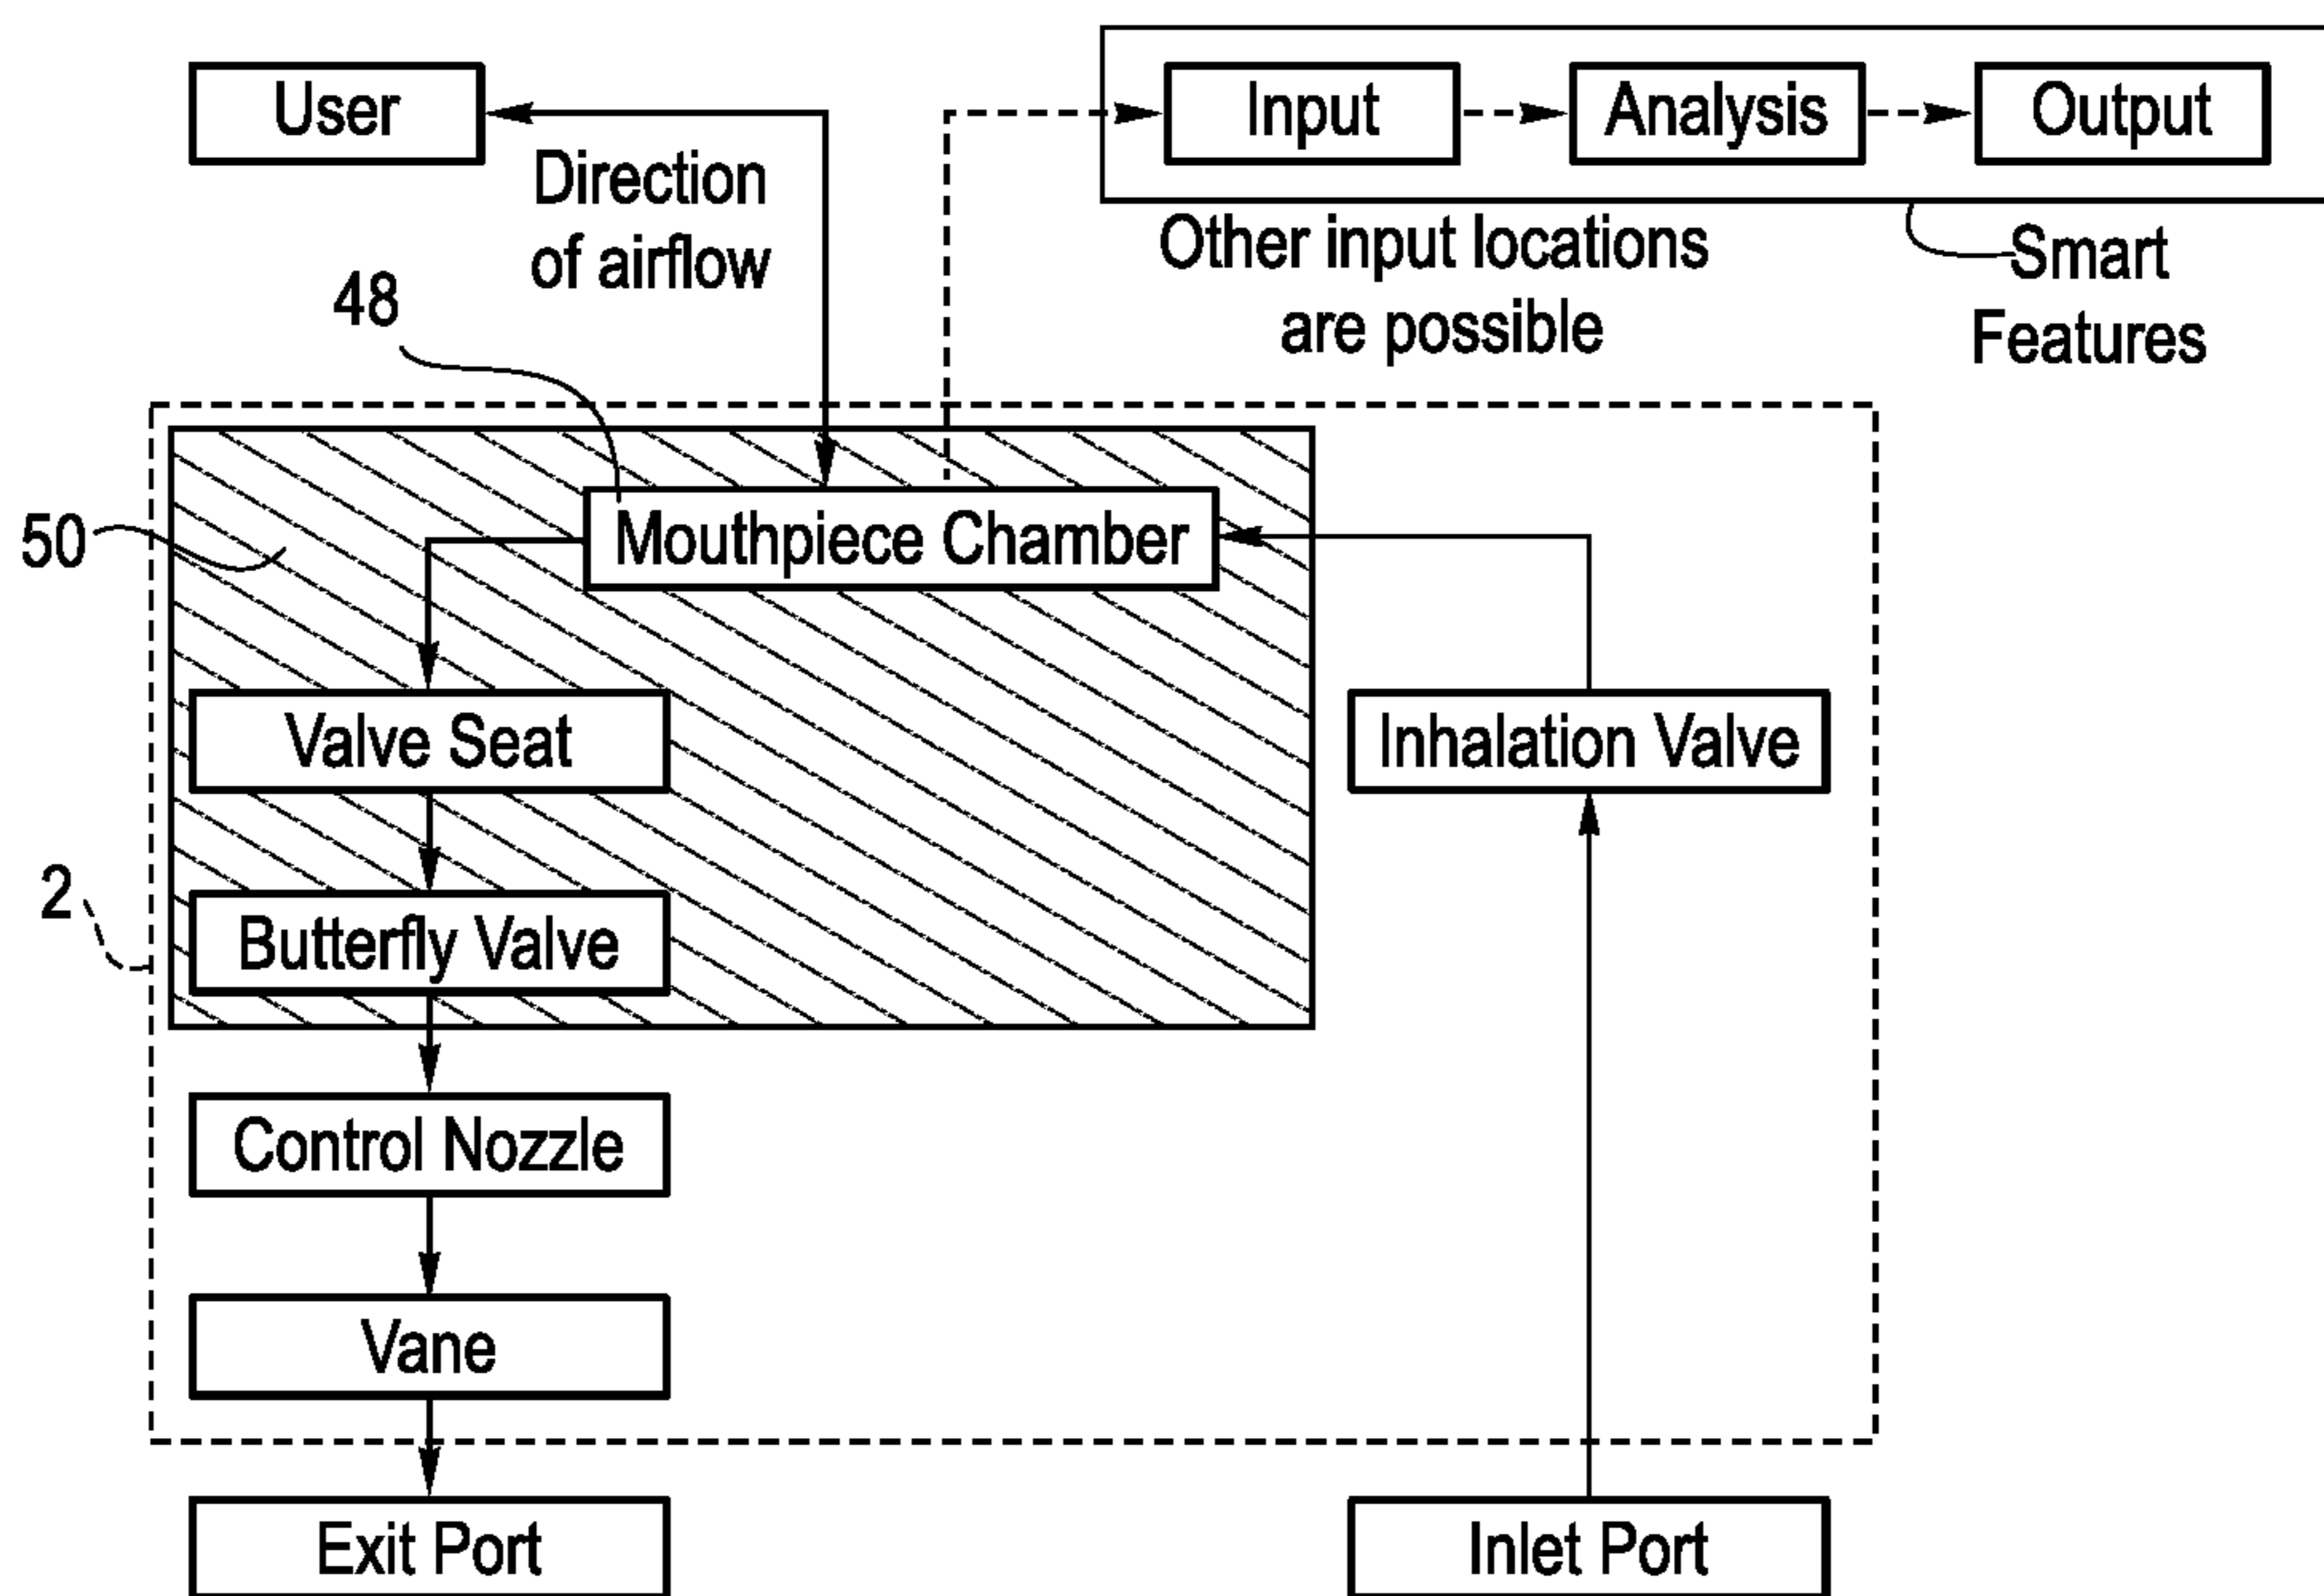 User
Input
Analysis
Output
Direction
of airflow
Other input locations
are possible
Smart
Features
48
50
Mouthpiece Chamber
Valve Seat
Inhalation Valve
2
Butterfly Valve
Control Nozzle
Vane
Exit Port
Inlet Port